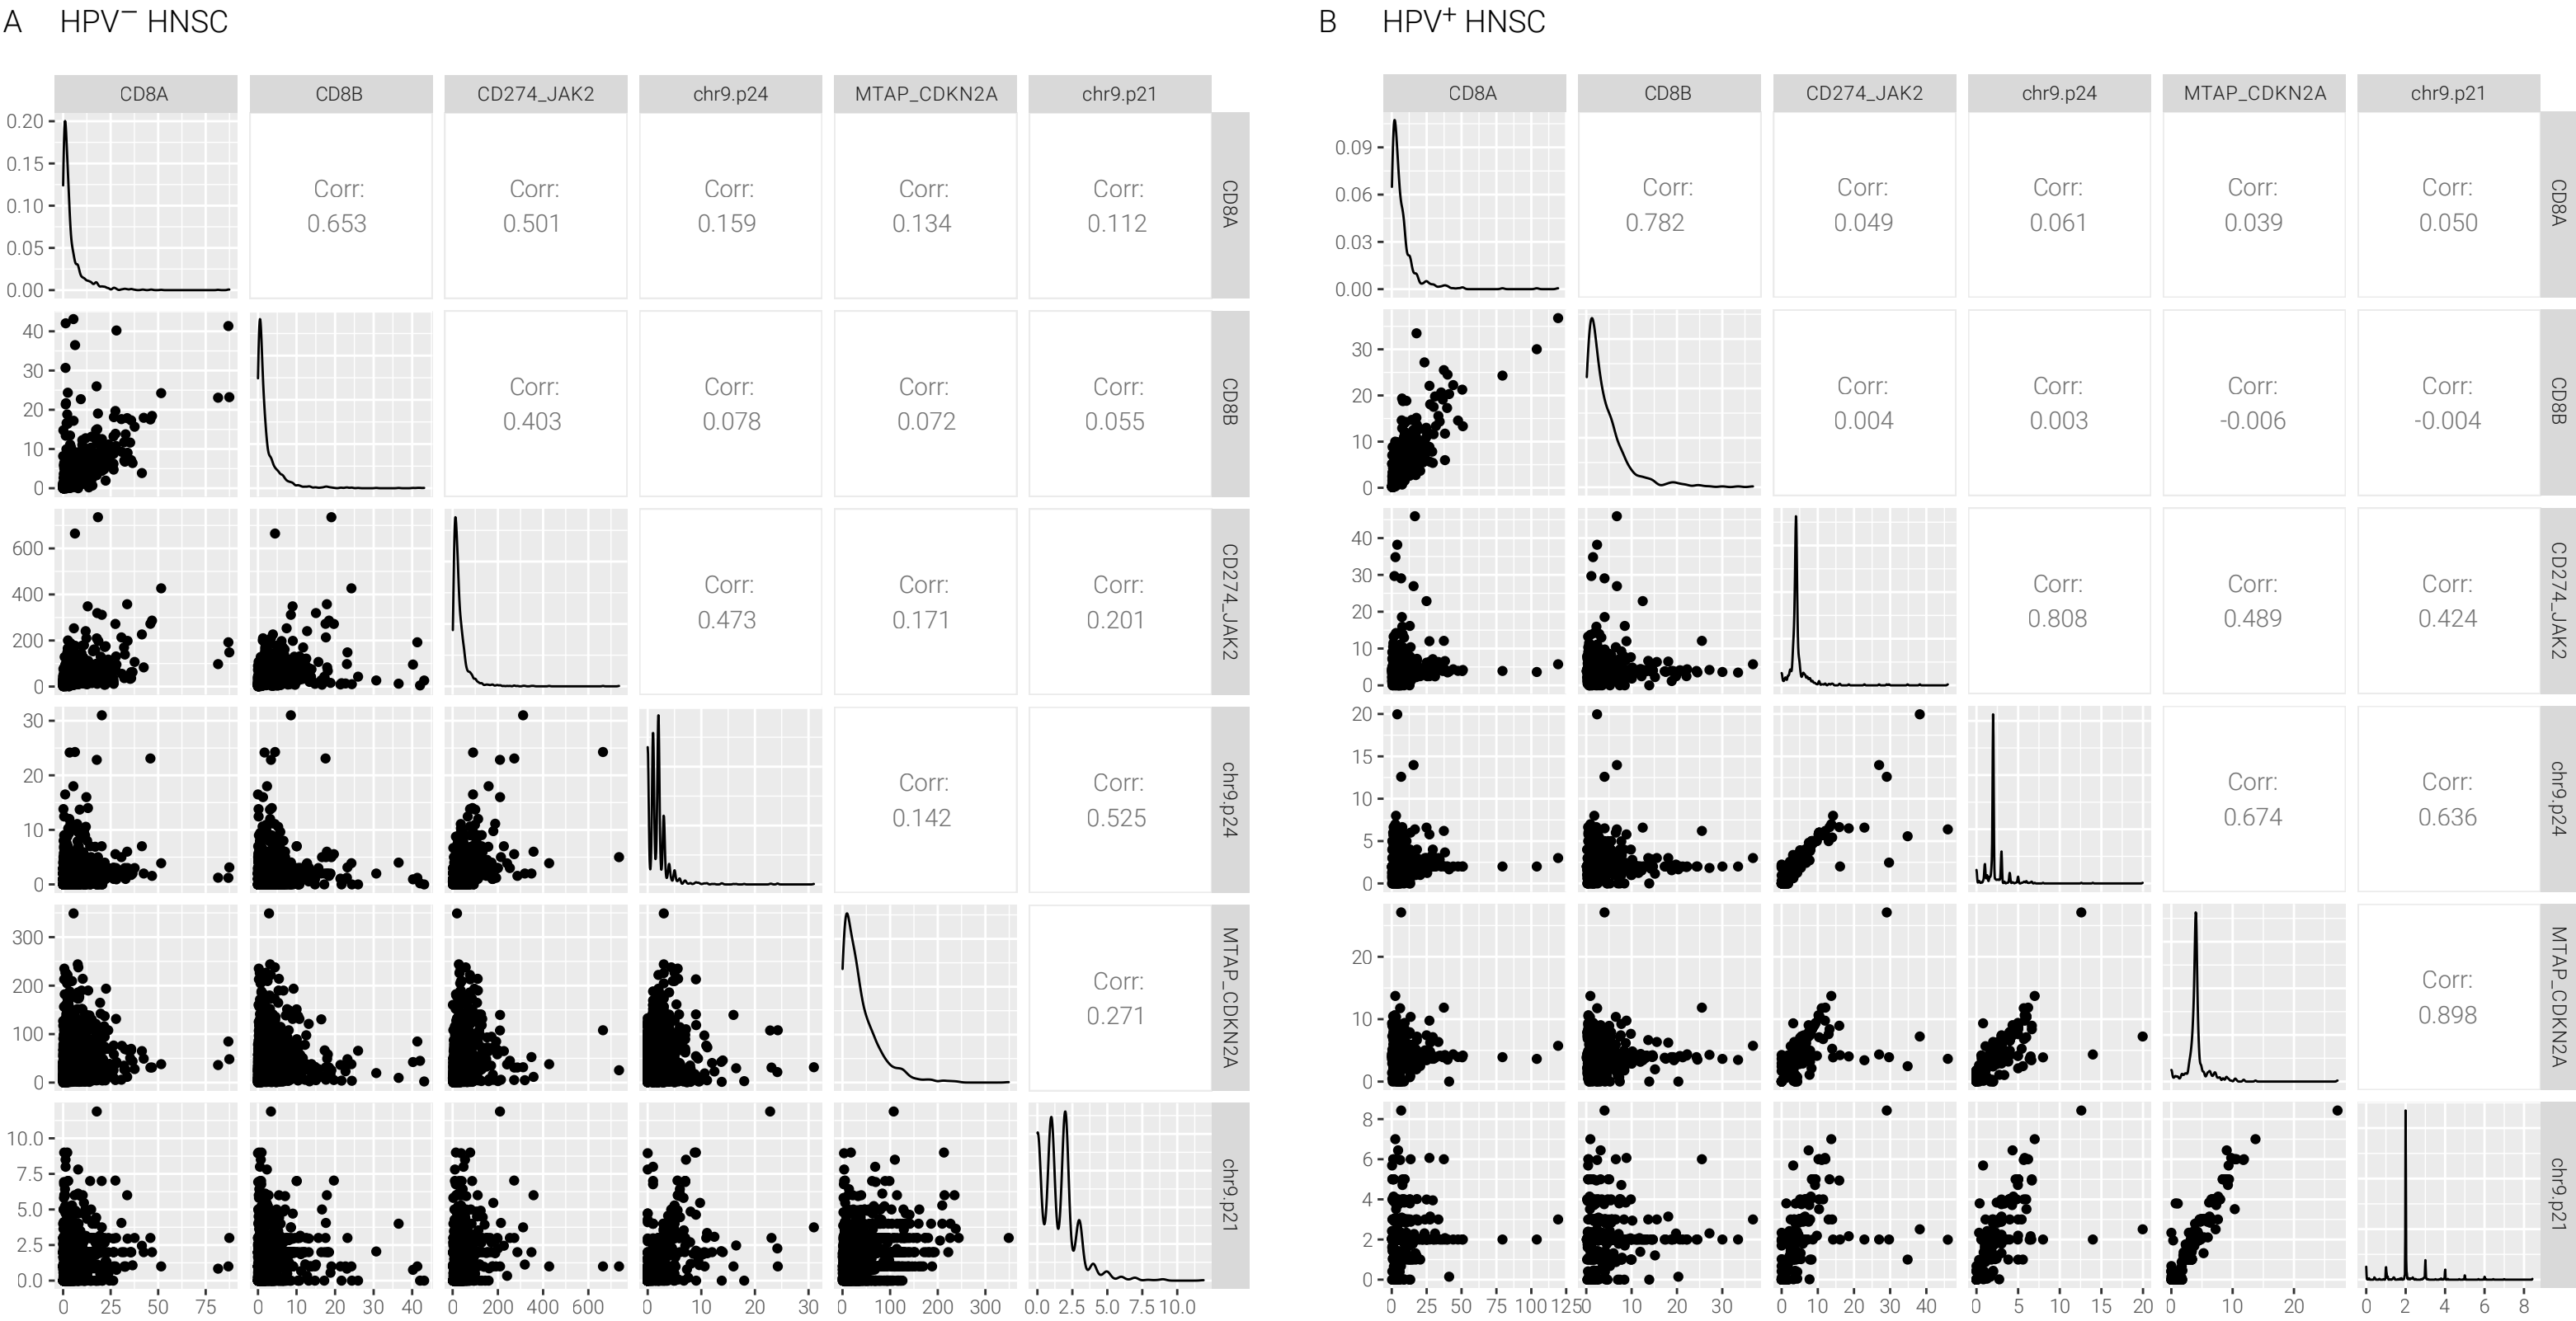 A HPV− HNSC
CD8A CD8B CD274_JAK2 chr9.p24 MTAP_CDKN2A chr9.p21
0.20
0.15
0.10
0.05
0.00
Corr: Corr: Corr: Corr: Corr:
0.653 0.501 0.159 0.134 0.112
CD8A
40
30
20
10
0
Corr: Corr: Corr: Corr:
0.403 0.078 0.072 0.055
CD8B
600
400
200
0
Corr: Corr: Corr:
0.473 0.171 0.201
CD274_JAK2
30
20
10
0
Corr: Corr:
0.142 0.525
chr9.p24
300
200
100
0
Corr:
0.271
MTAP_CDKN2A
10.0
7.5
5.0
2.5
0.0
chr9.p21
0 25 50 75 0 10 20 30 40 0 200 400 600 0 10 20 30 0 100 200 300 0.0 2.5 5.0 7.5 10.0
B HPV+ HNSC
CD8A CD8B CD274_JAK2 chr9.p24 MTAP_CDKN2A chr9.p21
0.09
0.06
0.03
0.00
Corr: Corr: Corr: Corr: Corr:
0.782 0.049 0.061 0.039 0.050
CD8A
30
20
10
0
Corr: Corr: Corr: Corr:
0.004 0.003 -0.006 -0.004
CD8B
40
30
20
10
0
Corr: Corr: Corr:
0.808 0.489 0.424
CD274_JAK2
20
15
10
5
0
Corr: Corr:
0.674 0.636
chr9.p24
20
10
0
Corr:
0.898
MTAP_CDKN2A
8
6
4
2
0
chr9.p21
0 25 50 75 100 125 0 10 20 30 0 10 20 30 40 0 5 10 15 20 0 10 20 0 2 4 6 8